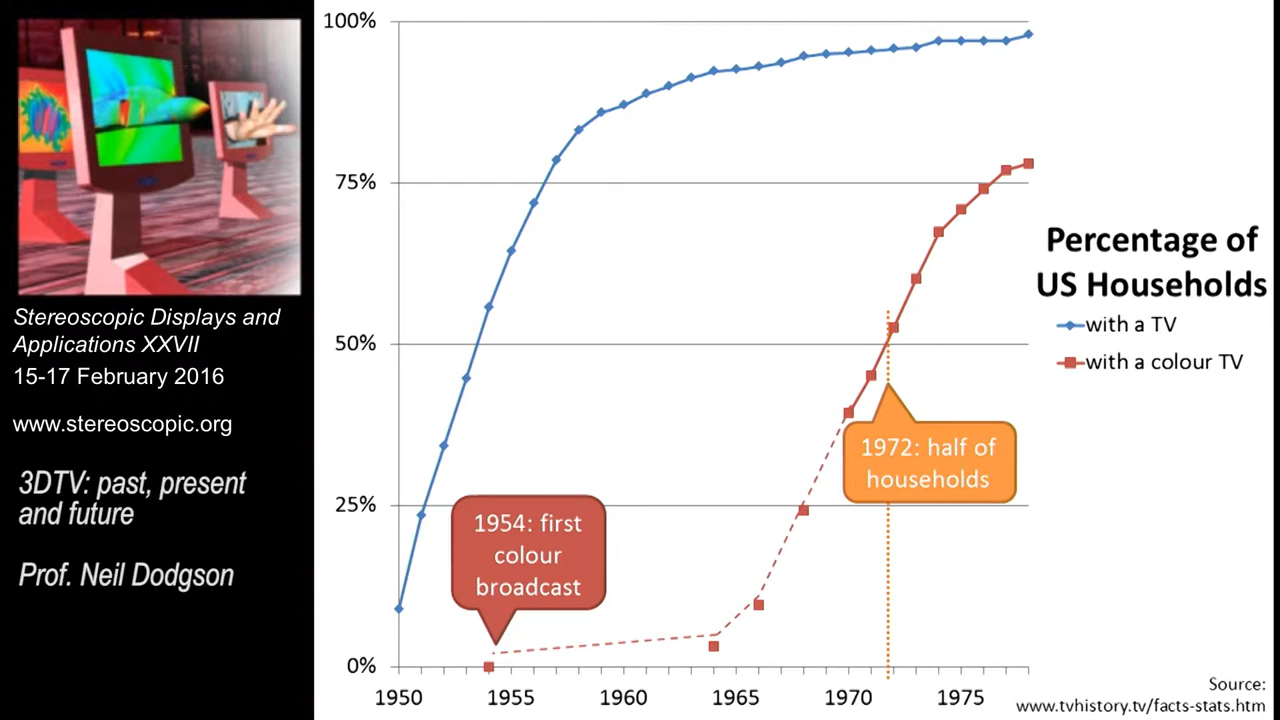 Stereoscopic Displays and
Applications XXVII
15-17 February 2016
www.stereoscopic.org
3DTV: past, present
and future
Prof. Neil Dodgson
100%
75%
50%
25%
0%
1950
1955
1960
1965
1970
1975
1954: first
colour
broadcast
1972: half of
households
Percentage of
US Households
with a TV
with a colour TV
Source:
www.tvhistory.tv/facts-stats.htm